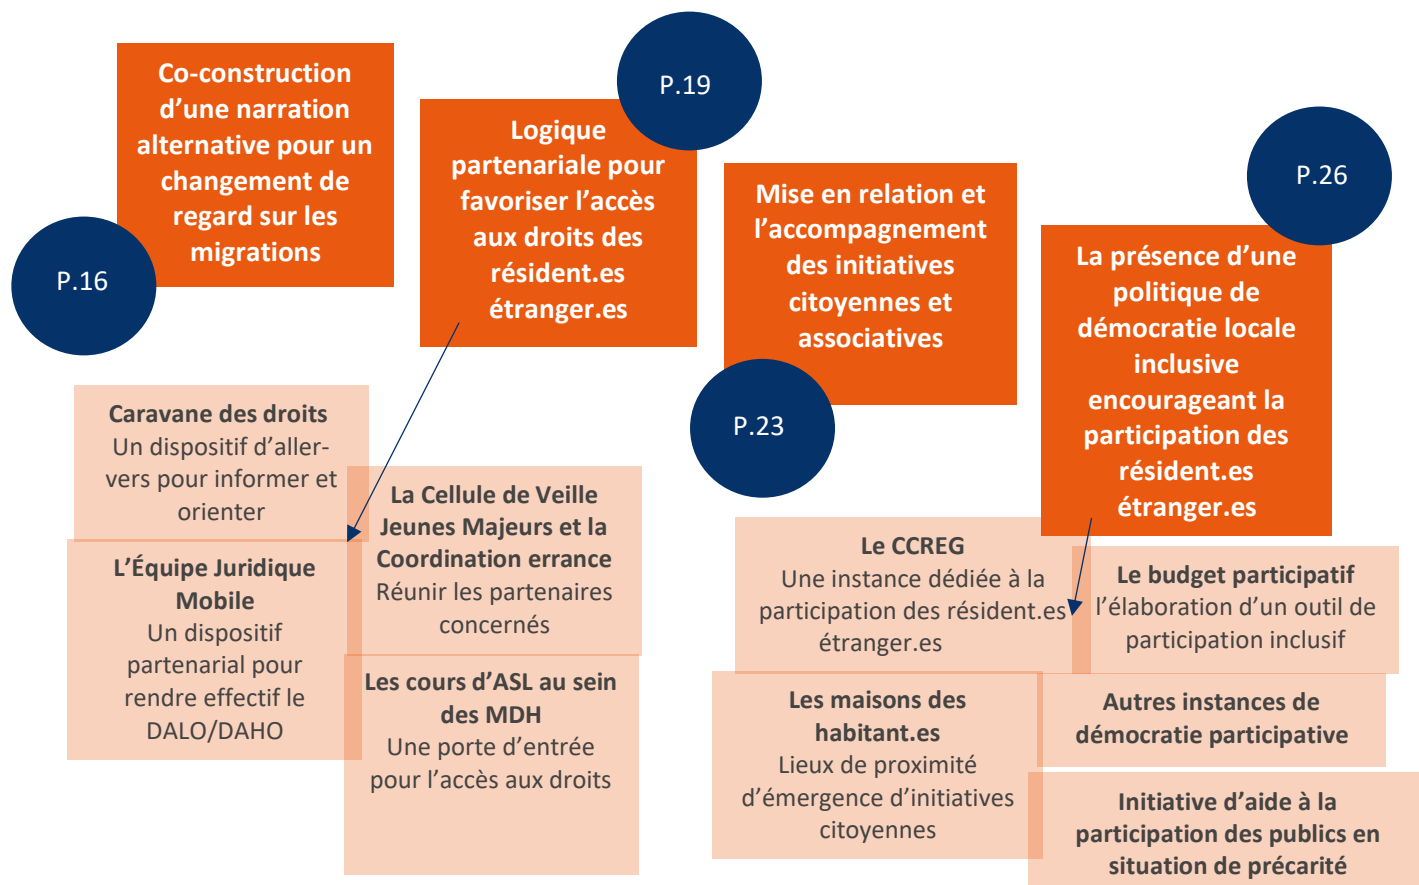 Co-construction
d’une narration
alternative pour un
changement de
regard sur les
migrations
P.16
P.19
Logique
partenariale pour
favoriser l’accès
aux droits des
résident.es
étranger.es
Mise en relation et
l’accompagnement
des initiatives
citoyennes et
associatives
P.23
P.26
La présence d’une
politique de
démocratie locale
inclusive
encourageant la
participation des
résident.es
étranger.es
Caravane des droits
Un dispositif d’aller-
vers pour informer et
orienter
L’Équipe Juridique
Mobile
Un dispositif
partenarial pour
rendre effectif le
DALO/DAHO
La Cellule de Veille
Jeunes Majeurs et la
Coordination errance
Réunir les partenaires
concernés
Les cours d’ASL au sein
des MDH
Une porte d’entrée
pour l’accès aux droits
Le CCREG
Une instance dédiée à la
participation des résident.es
étranger.es
Les maisons des
habitant.es
Lieux de proximité
d’émergence d’initiatives
citoyennes
Le budget participatif
l’élaboration d’un outil de
participation inclusif
Autres instances de
démocratie participative
Initiative d’aide à la
participation des publics en
situation de précarité